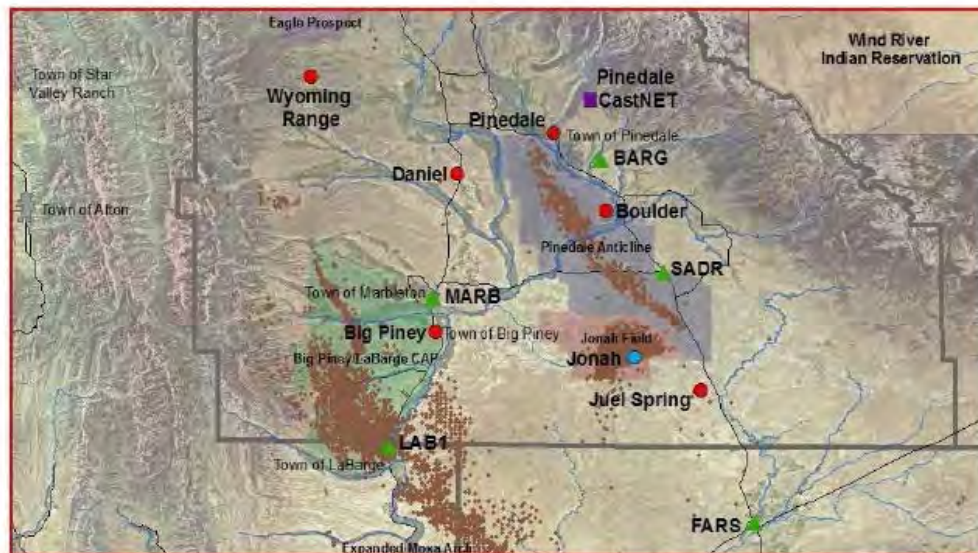 Eagle Prospect
Wind River
Indian Reservation
Town of Star
Valley Ranch
Wyoming
Range
Pinedale
CastNET
Pinedale
Town of Pinedale
BARG
Daniel
Town of Afton
Boulder
Pinedale Anticline
SADR
Town of Marbleton
MARB
Big Piney
Town of Big Piney
Jonah Field
Big Piney/LaBarge CAP
Jonah
Juel Spring
LAB1
Town of LaBarge
FARS
Expanded Moxa Arch